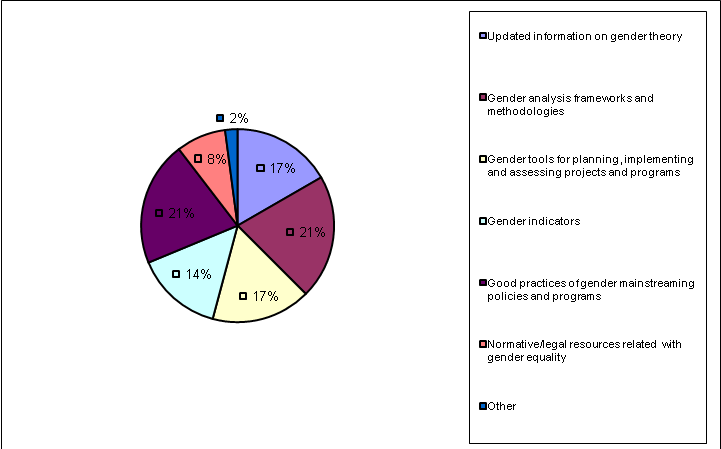 2%
17%
21%
17%
14%
21%
8%
Updated information on gender theory
Gender analysis frameworks and
methodologies
Gender tools for planning, implementing
and assessing projects and programs
Gender indicators
Good practices of gender mainstreaming
policies and programs
Normative/legal resources related with
gender equality
Other